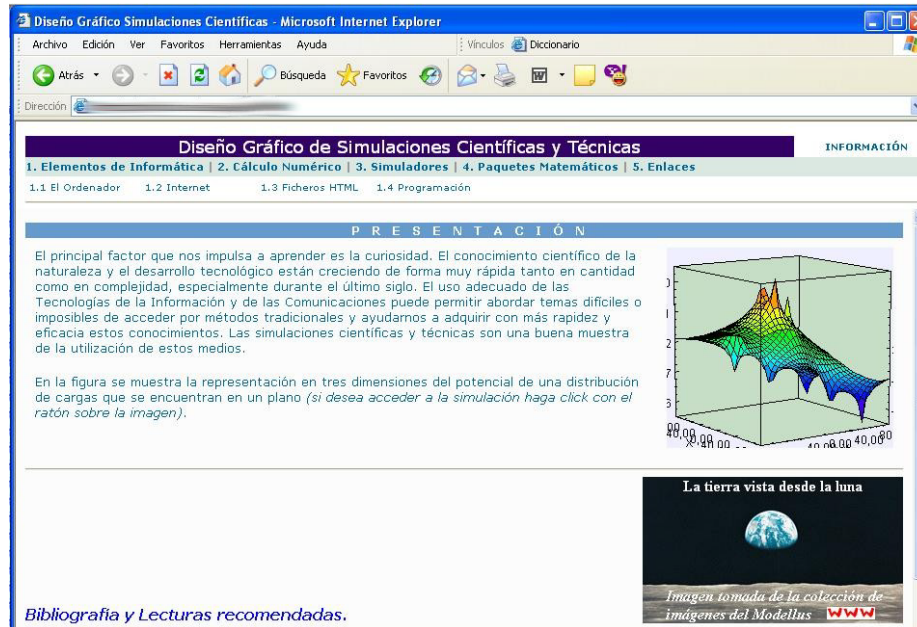 Diseño Gráfico Simulaciones Científicas - Microsoft Internet Explorer
Archivo Edición Ver Favoritos Herramientas Ayuda Vínculos Diccionario
Atrás Búsqueda Favoritos
Dirección
Diseño Gráfico de Simulaciones Científicas y Técnicas INFORMACIÓN
1. Elementos de Informática | 2. Cálculo Numérico | 3. Simuladores | 4. Paquetes Matemáticos | 5. Enlaces
1.1 El Ordenador 1.2 Internet 1.3 Ficheros HTML 1.4 Programación
P R E S E N T A C I Ó N
El principal factor que nos impulsa a aprender es la curiosidad. El conocimiento científico de la
naturaleza y el desarrollo tecnológico están creciendo de forma muy rápida tanto en cantidad
como en complejidad, especialmente durante el último siglo. El uso adecuado de las
Tecnologías de la Información y de las Comunicaciones puede permitir abordar temas difíciles o
imposibles de acceder por métodos tradicionales y ayudarnos a adquirir con más rapidez y
eficacia estos conocimientos. Las simulaciones científicas y técnicas son una buena muestra
de la utilización de estos medios.
En la figura se muestra la representación en tres dimensiones del potencial de una distribución
de cargas que se encuentran en un plano (si desea acceder a la simulación haga click con el
ratón sobre la imagen).
La tierra vista desde la luna
Imagen tomada de la colección de
imágenes del Modellus WWW
Bibliografía y Lecturas recomendadas.